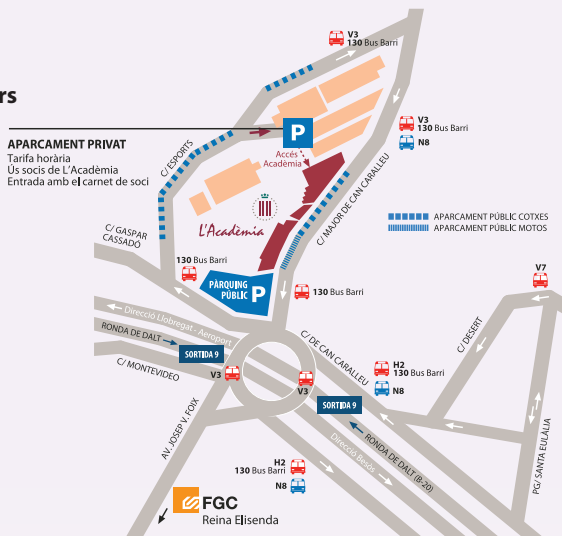 rs
V3
130 Bus Barri
P
APARCAMENT PRIVAT
Tarifa horària
Ús socis de L'Acadèmia
Entrada amb el carnet de soci
C/ ESPORTS
Accés
Acadèmia
V3
130 Bus Barri
N8
L'Acadèmia
C/ MAJOR DE CAN CARALLEU
APARCAMENT PÚBLIC COTXES
APARCAMENT PÚBLIC MOTOS
C/ GASPAR
CASSADÓ
130 Bus Barri
PÀRQUING
PÚBLIC P
130 Bus Barri
V7
Direcció Llobregat - Aeroport
RONDA DE DALT
SORTIDA 9
C/ MONTEVIDEO
V3
V3
C/ DE CAN CARALLEU
H2
130 Bus Barri
N8
C/ DESERT
SORTIDA 9
AV. JOSEP V. FOIX
RONDA DE DALT (B-20)
Direcció Besòs
PG/ SANTA EULÀLIA
H2
130 Bus Barri
N8
FGC
Reina Elisenda